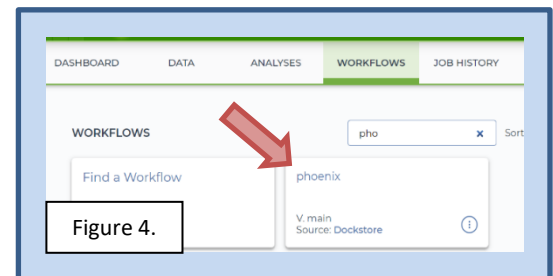 DASHBOARD DATA ANALYSES WORKFLOWS JOB HISTORY
WORKFLOWS
pho x Sort
Find a Workflow
phoenix
V. main
Source: Dockstore
i
Figure 4.